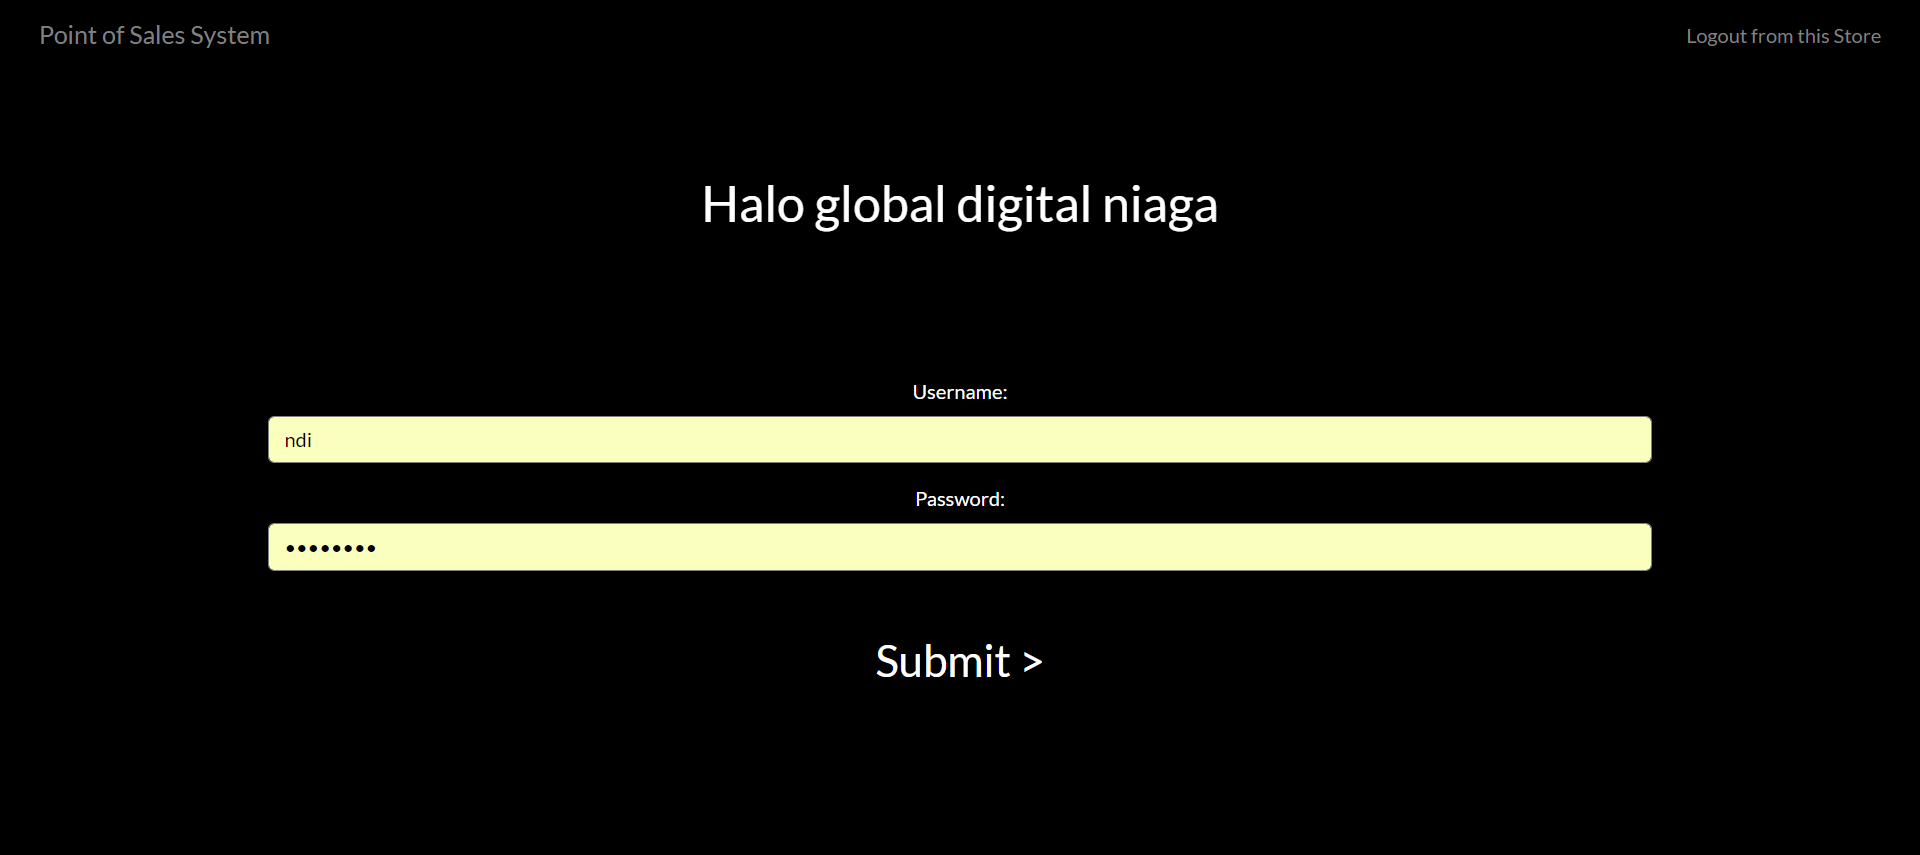 Point of Sales System
Logout from this Store
Halo global digital niaga
Username:
ndi
Password:
••••••••
Submit >